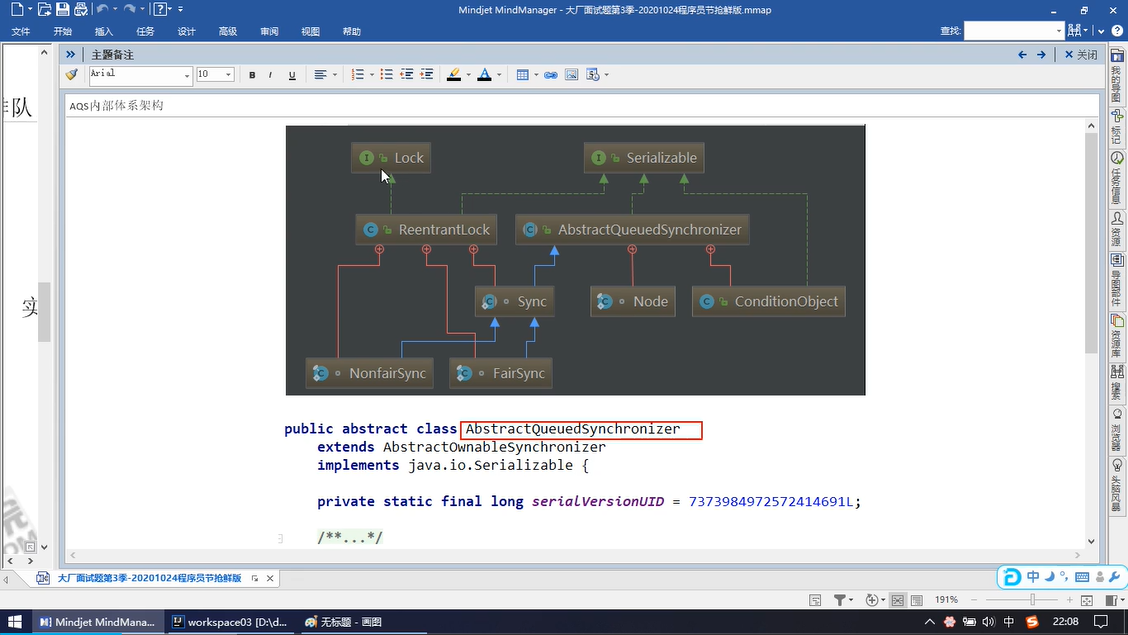 Mindjet MindManager - 大厂面试题第3季-20201024程序员节抢鲜版.mmap
文件 开始 插入 任务 设计 高级 审阅 视图 帮助 查找:
主题备注 关闭
Arial 10 B I U
AQS内部体系架构
队
实
I Lock
I Serializable
C ReentrantLock
C AbstractQueuedSynchronizer
C Sync
C Node
C ConditionObject
C NonfairSync
C FairSync
public abstract class AbstractQueuedSynchronizer
extends AbstractOwnableSynchronizer
implements java.io.Serializable {
private static final long serialVersionUID = 7373984972572414691L;
/**...*/
我的导图
标记
任务信息
资源
导图部件
资源库
搜索
浏览器
头脑风暴
大厂面试题第3季-20201024程序员节抢鲜版
中
191%
Mindjet MindMana...
workspace03 [D:\d...
无标题 - 画图
中
22:08